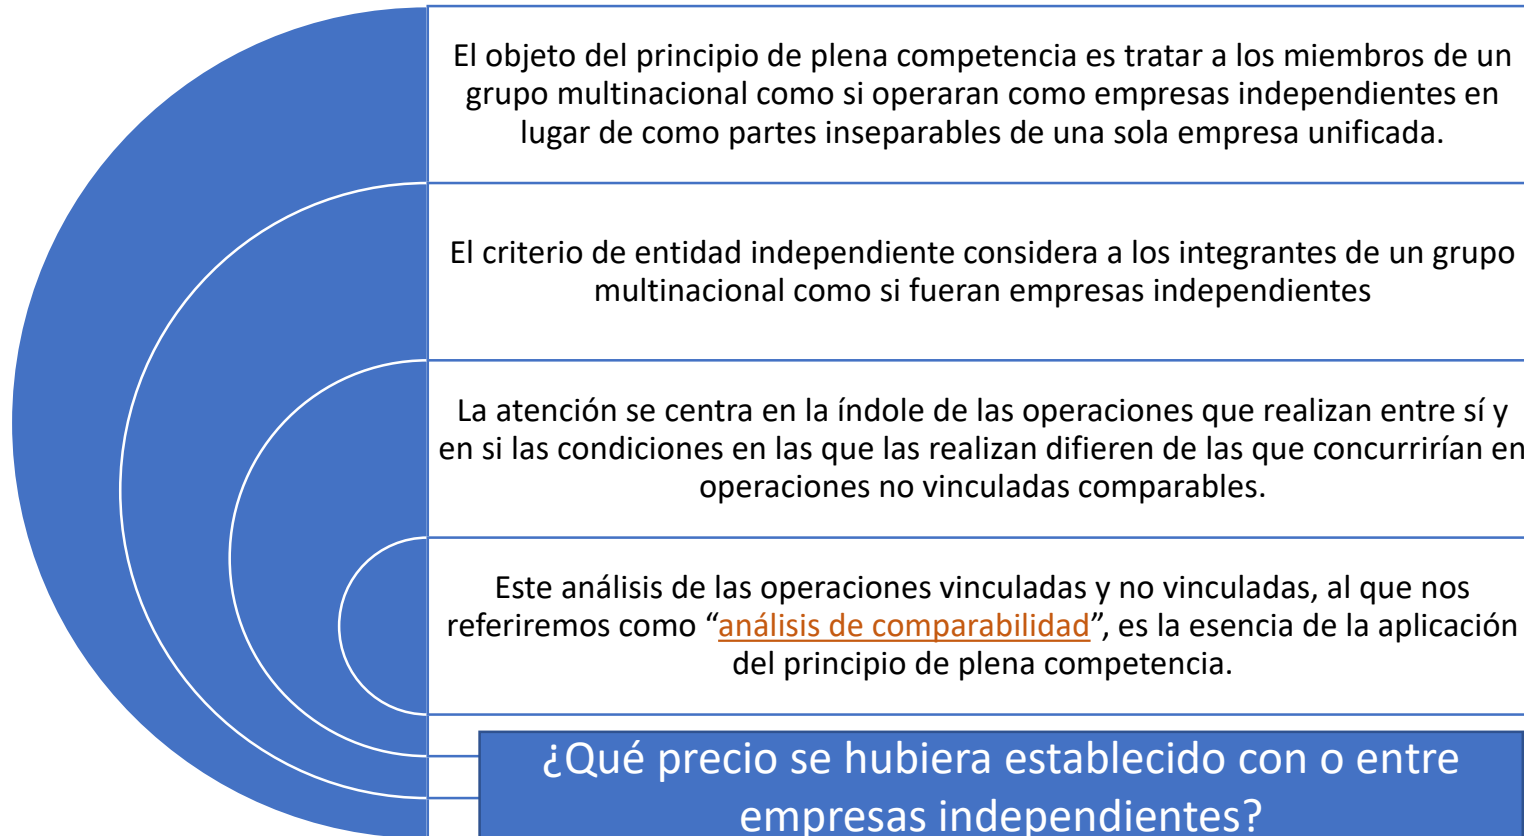 El objeto del principio de plena competencia es tratar a los miembros de un
grupo multinacional como si operaran como empresas independientes en
lugar de como partes inseparables de una sola empresa unificada.
El criterio de entidad independiente considera a los integrantes de un grupo
multinacional como si fueran empresas independientes
La atención se centra en la índole de las operaciones que realizan entre sí y
en si las condiciones en las que las realizan difieren de las que concurrirían en
operaciones no vinculadas comparables.
Este análisis de las operaciones vinculadas y no vinculadas, al que nos
referiremos como “análisis de comparabilidad”, es la esencia de la aplicación
del principio de plena competencia.
¿Qué precio se hubiera establecido con o entre
empresas independientes?